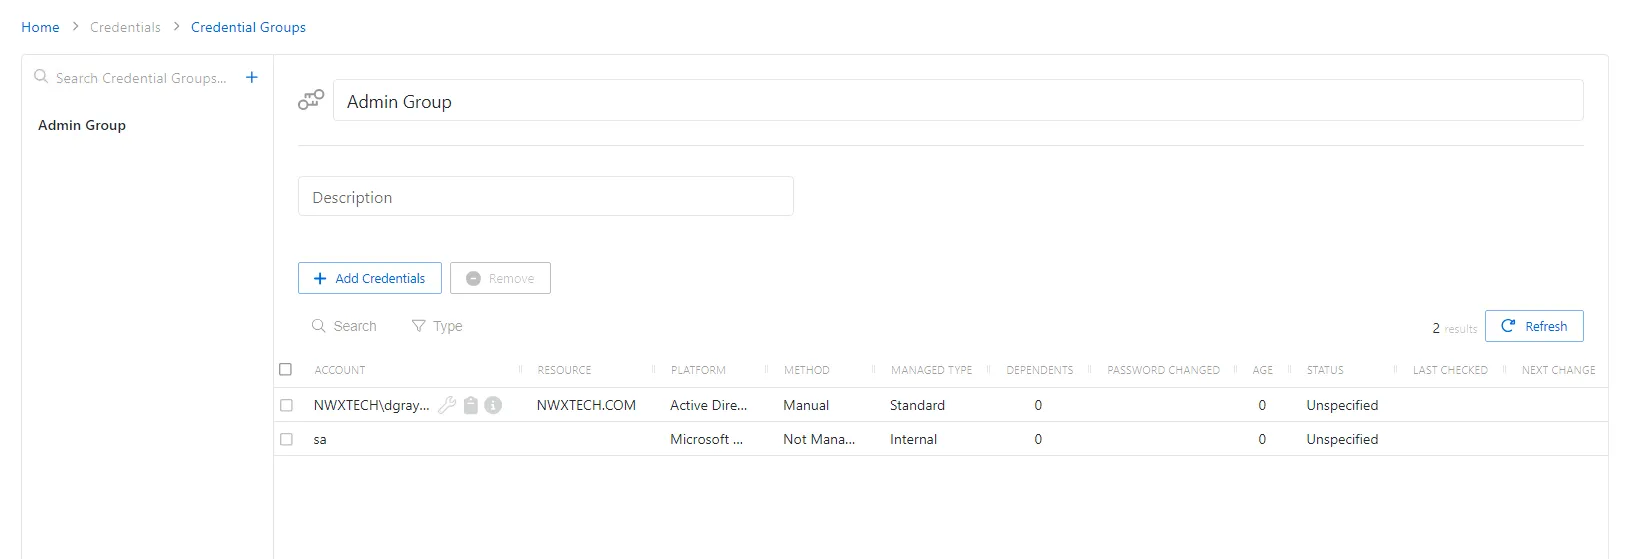 Home > Credentials > Credential Groups
Search Credential Groups...
Admin Group
Admin Group
Description
Add Credentials Remove
Search Type 2 results Refresh
ACCOUNT RESOURCE PLATFORM METHOD MANAGED TYPE DEPENDENTS PASSWORD CHANGED AGE STATUS LAST CHECKED NEXT CHANGE
NWXTECH\dgray... NWXTECH.COM Active Dire... Manual Standard 0 0 Unspecified
sa Microsoft ... Not Mana... Internal 0 0 Unspecified